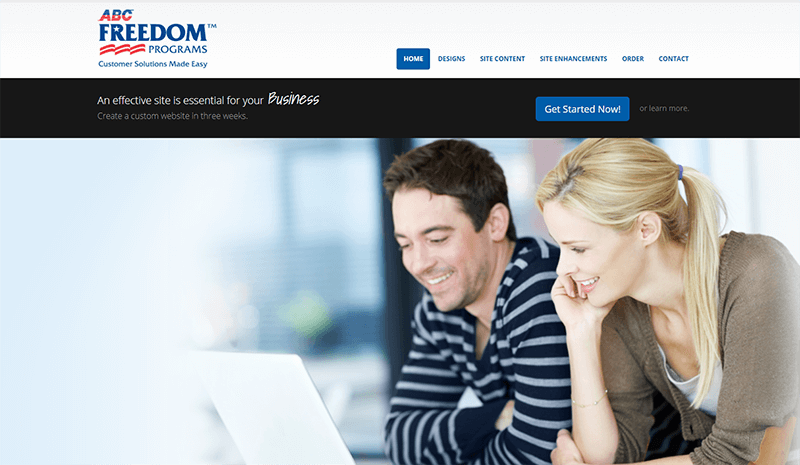 ABC
FREEDOM™
PROGRAMS
Customer Solutions Made Easy
HOME DESIGNS SITE CONTENT SITE ENHANCEMENTS ORDER CONTACT
An effective site is essential for your Business
Create a custom website in three weeks.
Get Started Now! or learn more.